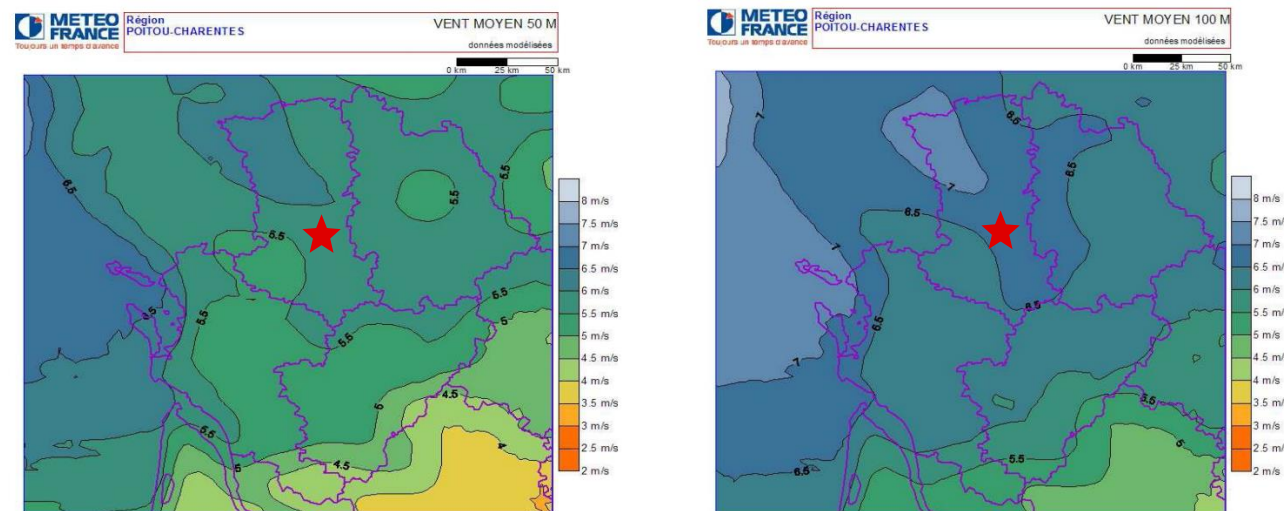 METEO
FRANCE
Toujours un temps d'avance
Région
POITOU-CHARENTES
VENT MOYEN 50 M
données modélisées
0 km 25 km 50 km
6.5
5.5
5.5
5.5
5.5
5.5
5.5
5.5
5
5.5
5
4.5
5
4.5
4
8 m/s
7.5 m/s
7 m/s
6.5 m/s
6 m/s
5.5 m/s
5 m/s
4.5 m/s
4 m/s
3.5 m/s
3 m/s
2.5 m/s
2 m/s
METEO
FRANCE
Toujours un temps d'avance
Région
POITOU-CHARENTES
VENT MOYEN 100 M
données modélisées
0 km 25 km 50 km
7
6.5
6.5
7
6.5
7
6.5
6.5
7
5.5
5
5.5
6.5
8 m/s
7.5 m/s
7 m/s
6.5 m/s
6 m/s
5.5 m/s
5 m/s
4.5 m/s
4 m/s
3.5 m/s
3 m/s
2.5 m/s
2 m/s